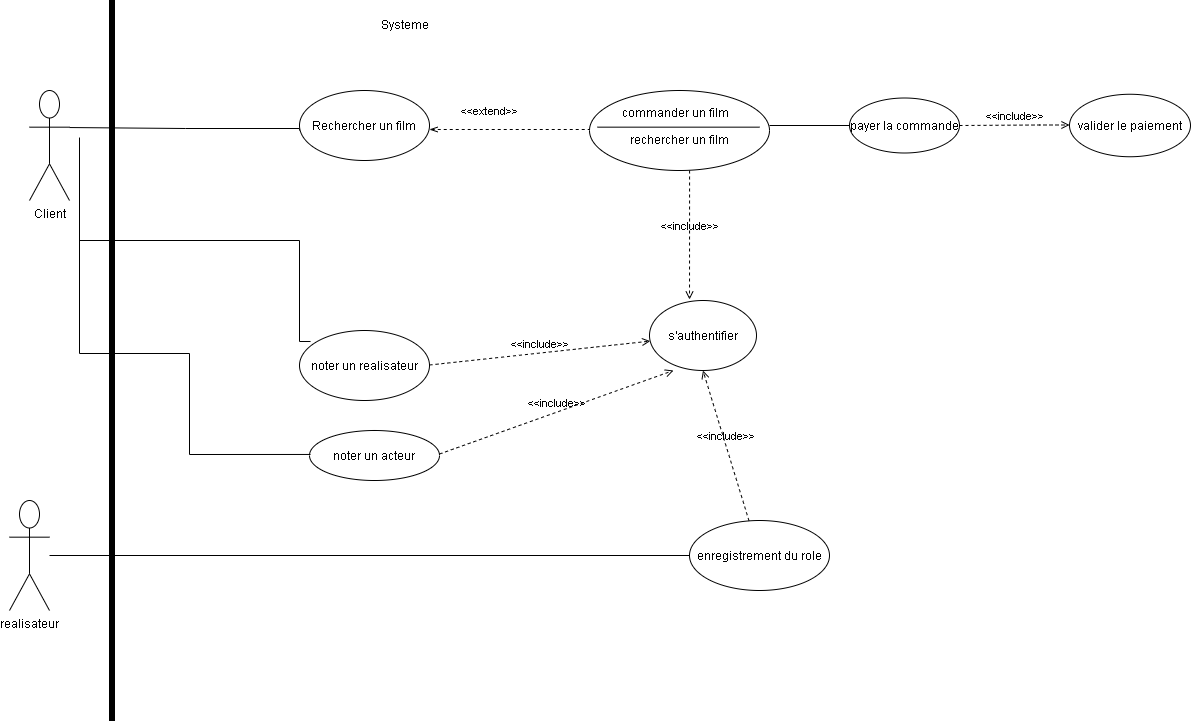 Systeme
Rechercher un film
<<extend>>
commander un film
rechercher un film
payer la commande
<<include>>
valider le paiement
Client
<<include>>
s'authentifier
noter un realisateur
<<include>>
<<include>>
noter un acteur
<<include>>
realisateur
enregistrement du role